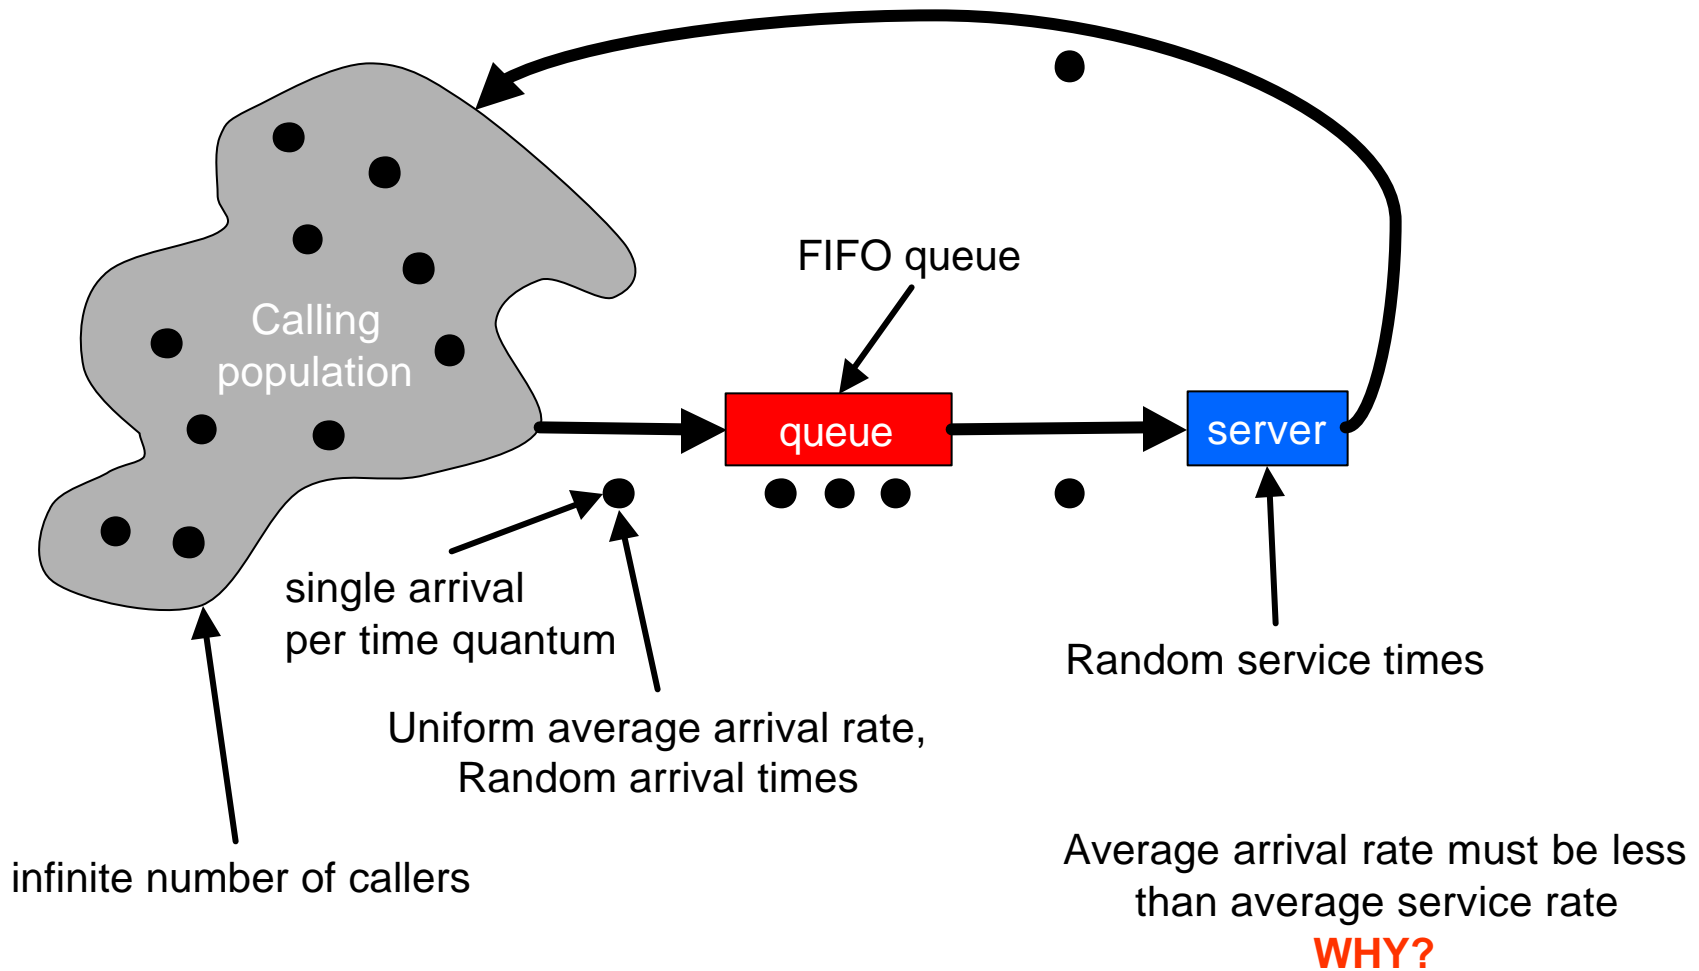 FIFO queue
Calling
population
queue
server
single arrival
per time quantum
Random service times
Uniform average arrival rate,
Random arrival times
infinite number of callers
Average arrival rate must be less
than average service rate
WHY?